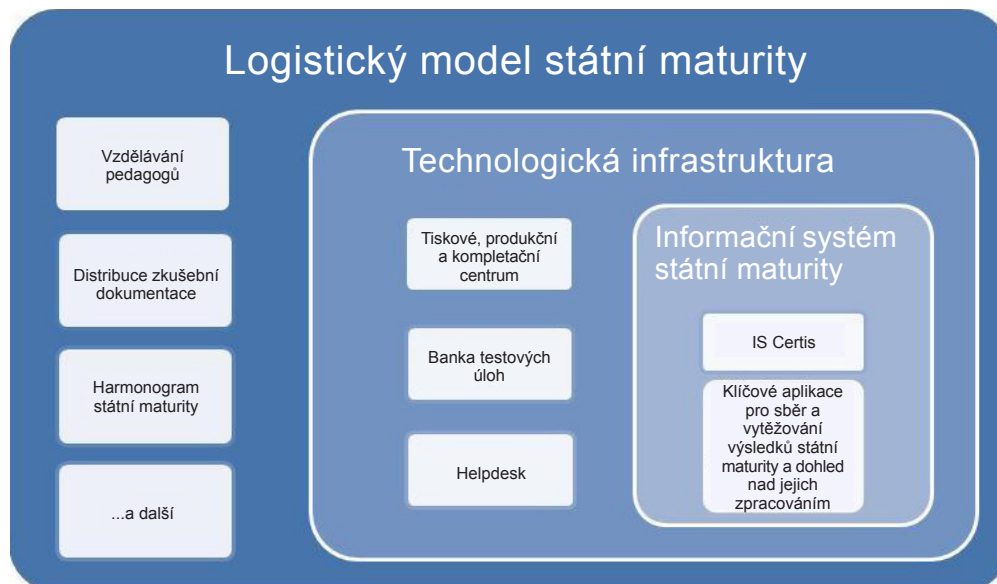 Logistický model státní maturity
Vzdělávání
pedagogů
Distribuce zkušební
dokumentace
Harmonogram
státní maturity
...a další
Technologická infrastruktura
Tiskové, produkční
a kompletační
centrum
Banka testových
úloh
Helpdesk
Informační systém
státní maturity
IS Certis
Klíčové aplikace
pro sběr a
vytěžování
výsledků státní
maturity a dohled
nad jejich
zpracováním